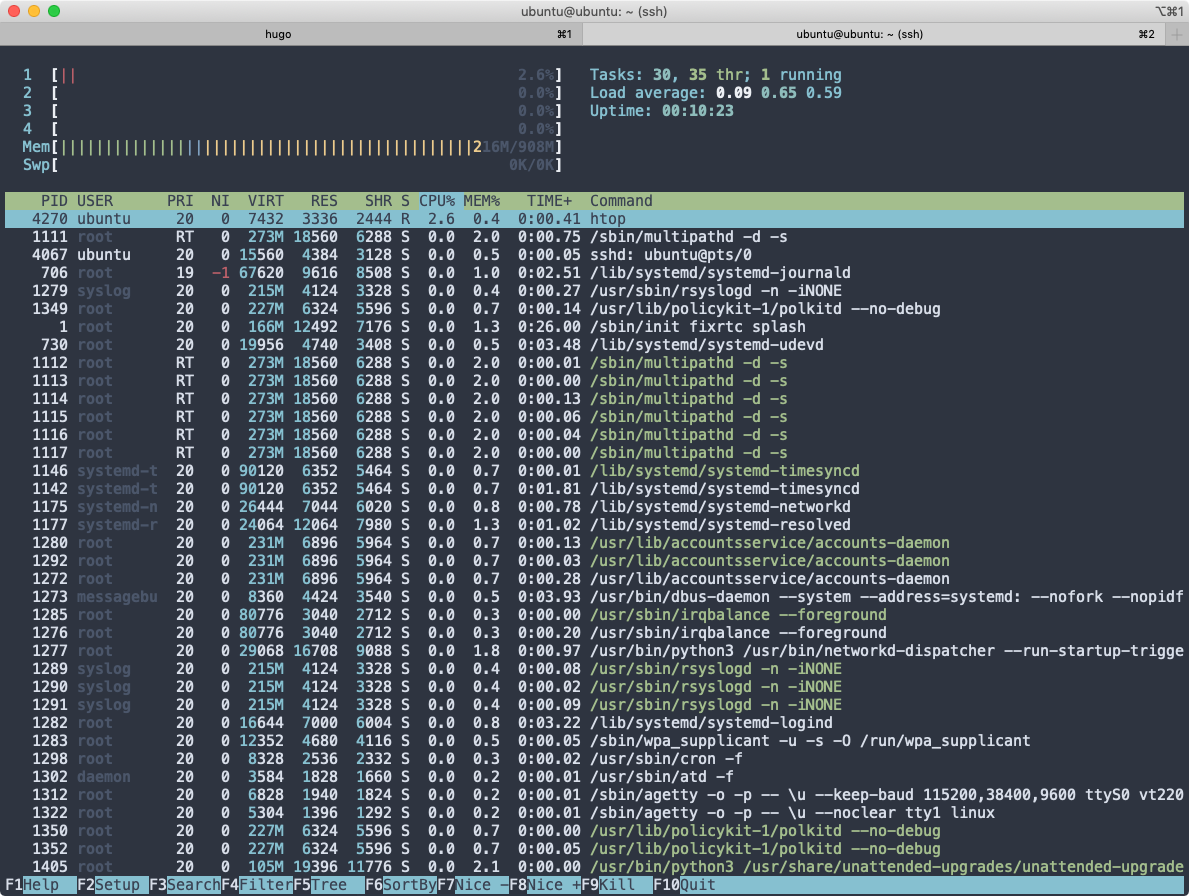 ubuntu@ubuntu: ~ (ssh) ⌥⌘1
hugo ⌘1 ubuntu@ubuntu: ~ (ssh) ⌘2 +
1 [|| 2.6%] Tasks: 30, 35 thr; 1 running
2 [ 0.0%] Load average: 0.09 0.65 0.59
3 [ 0.0%] Uptime: 00:10:23
4 [ 0.0%]
Mem[||||||||||||||||||||||||||||||||||||||||||||||216M/908M]
Swp[ 0K/0K]
PID USER PRI NI VIRT RES SHR S CPU% MEM% TIME+ Command
4270 ubuntu 20 0 7432 3336 2444 R 2.6 0.4 0:00.41 htop
1111 root RT 0 273M 18560 6288 S 0.0 2.0 0:00.75 /sbin/multipathd -d -s
4067 ubuntu 20 0 15560 4384 3128 S 0.0 0.5 0:00.05 sshd: ubuntu@pts/0
706 root 19 -1 67620 9616 8508 S 0.0 1.0 0:02.51 /lib/systemd/systemd-journald
1279 syslog 20 0 215M 4124 3328 S 0.0 0.4 0:00.27 /usr/sbin/rsyslogd -n -iNONE
1349 root 20 0 227M 6324 5596 S 0.0 0.7 0:00.14 /usr/lib/policykit-1/polkitd --no-debug
1 root 20 0 166M 12492 7176 S 0.0 1.3 0:26.00 /sbin/init fixrtc splash
730 root 20 0 19956 4740 3408 S 0.0 0.5 0:03.48 /lib/systemd/systemd-udevd
1112 root RT 0 273M 18560 6288 S 0.0 2.0 0:00.01 /sbin/multipathd -d -s
1113 root RT 0 273M 18560 6288 S 0.0 2.0 0:00.00 /sbin/multipathd -d -s
1114 root RT 0 273M 18560 6288 S 0.0 2.0 0:00.13 /sbin/multipathd -d -s
1115 root RT 0 273M 18560 6288 S 0.0 2.0 0:00.06 /sbin/multipathd -d -s
1116 root RT 0 273M 18560 6288 S 0.0 2.0 0:00.04 /sbin/multipathd -d -s
1117 root RT 0 273M 18560 6288 S 0.0 2.0 0:00.00 /sbin/multipathd -d -s
1146 systemd-t 20 0 90120 6352 5464 S 0.0 0.7 0:00.01 /lib/systemd/systemd-timesyncd
1142 systemd-t 20 0 90120 6352 5464 S 0.0 0.7 0:01.81 /lib/systemd/systemd-timesyncd
1175 systemd-n 20 0 26444 7044 6020 S 0.0 0.8 0:00.78 /lib/systemd/systemd-networkd
1177 systemd-r 20 0 24064 12064 7980 S 0.0 1.3 0:01.02 /lib/systemd/systemd-resolved
1280 root 20 0 231M 6896 5964 S 0.0 0.7 0:00.13 /usr/lib/accountsservice/accounts-daemon
1292 root 20 0 231M 6896 5964 S 0.0 0.7 0:00.03 /usr/lib/accountsservice/accounts-daemon
1272 root 20 0 231M 6896 5964 S 0.0 0.7 0:00.28 /usr/lib/accountsservice/accounts-daemon
1273 messagebu 20 0 8360 4424 3540 S 0.0 0.5 0:03.93 /usr/bin/dbus-daemon --system --address=systemd: --nofork --nopidf
1285 root 20 0 80776 3040 2712 S 0.0 0.3 0:00.00 /usr/sbin/irqbalance --foreground
1276 root 20 0 80776 3040 2712 S 0.0 0.3 0:00.20 /usr/sbin/irqbalance --foreground
1277 root 20 0 29068 16708 9088 S 0.0 1.8 0:00.97 /usr/bin/python3 /usr/bin/networkd-dispatcher --run-startup-trigge
1289 syslog 20 0 215M 4124 3328 S 0.0 0.4 0:00.08 /usr/sbin/rsyslogd -n -iNONE
1290 syslog 20 0 215M 4124 3328 S 0.0 0.4 0:00.02 /usr/sbin/rsyslogd -n -iNONE
1291 syslog 20 0 215M 4124 3328 S 0.0 0.4 0:00.09 /usr/sbin/rsyslogd -n -iNONE
1282 root 20 0 16644 7000 6004 S 0.0 0.8 0:03.22 /lib/systemd/systemd-logind
1283 root 20 0 12352 4680 4116 S 0.0 0.5 0:00.05 /sbin/wpa_supplicant -u -s -O /run/wpa_supplicant
1298 root 20 0 8328 2536 2332 S 0.0 0.3 0:00.02 /usr/sbin/cron -f
1302 daemon 20 0 3584 1828 1660 S 0.0 0.2 0:00.01 /usr/sbin/atd -f
1312 root 20 0 6828 1940 1824 S 0.0 0.2 0:00.01 /sbin/agetty -o -p -- \u --keep-baud 115200,38400,9600 ttyS0 vt220
1322 root 20 0 5304 1396 1292 S 0.0 0.2 0:00.01 /sbin/agetty -o -p -- \u --noclear tty1 linux
1350 root 20 0 227M 6324 5596 S 0.0 0.7 0:00.00 /usr/lib/policykit-1/polkitd --no-debug
1352 root 20 0 227M 6324 5596 S 0.0 0.7 0:00.05 /usr/lib/policykit-1/polkitd --no-debug
1405 root 20 0 105M 19396 11776 S 0.0 2.1 0:00.00 /usr/bin/python3 /usr/share/unattended-upgrades/unattended-upgrade
F1Help F2Setup F3SearchF4FilterF5Tree F6SortByF7Nice -F8Nice +F9Kill F10Quit